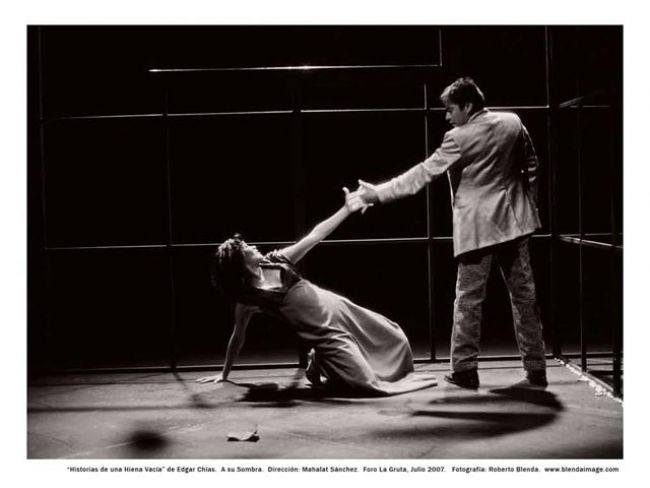 "Historias de una Hiena Vacía" de Edgar Chías.  A su Sombra.  Dirección: Mahalat Sánchez.  Foro La Gruta, Julio 2007.   Fotografía: Roberto Blenda.  www.blendaimage.com